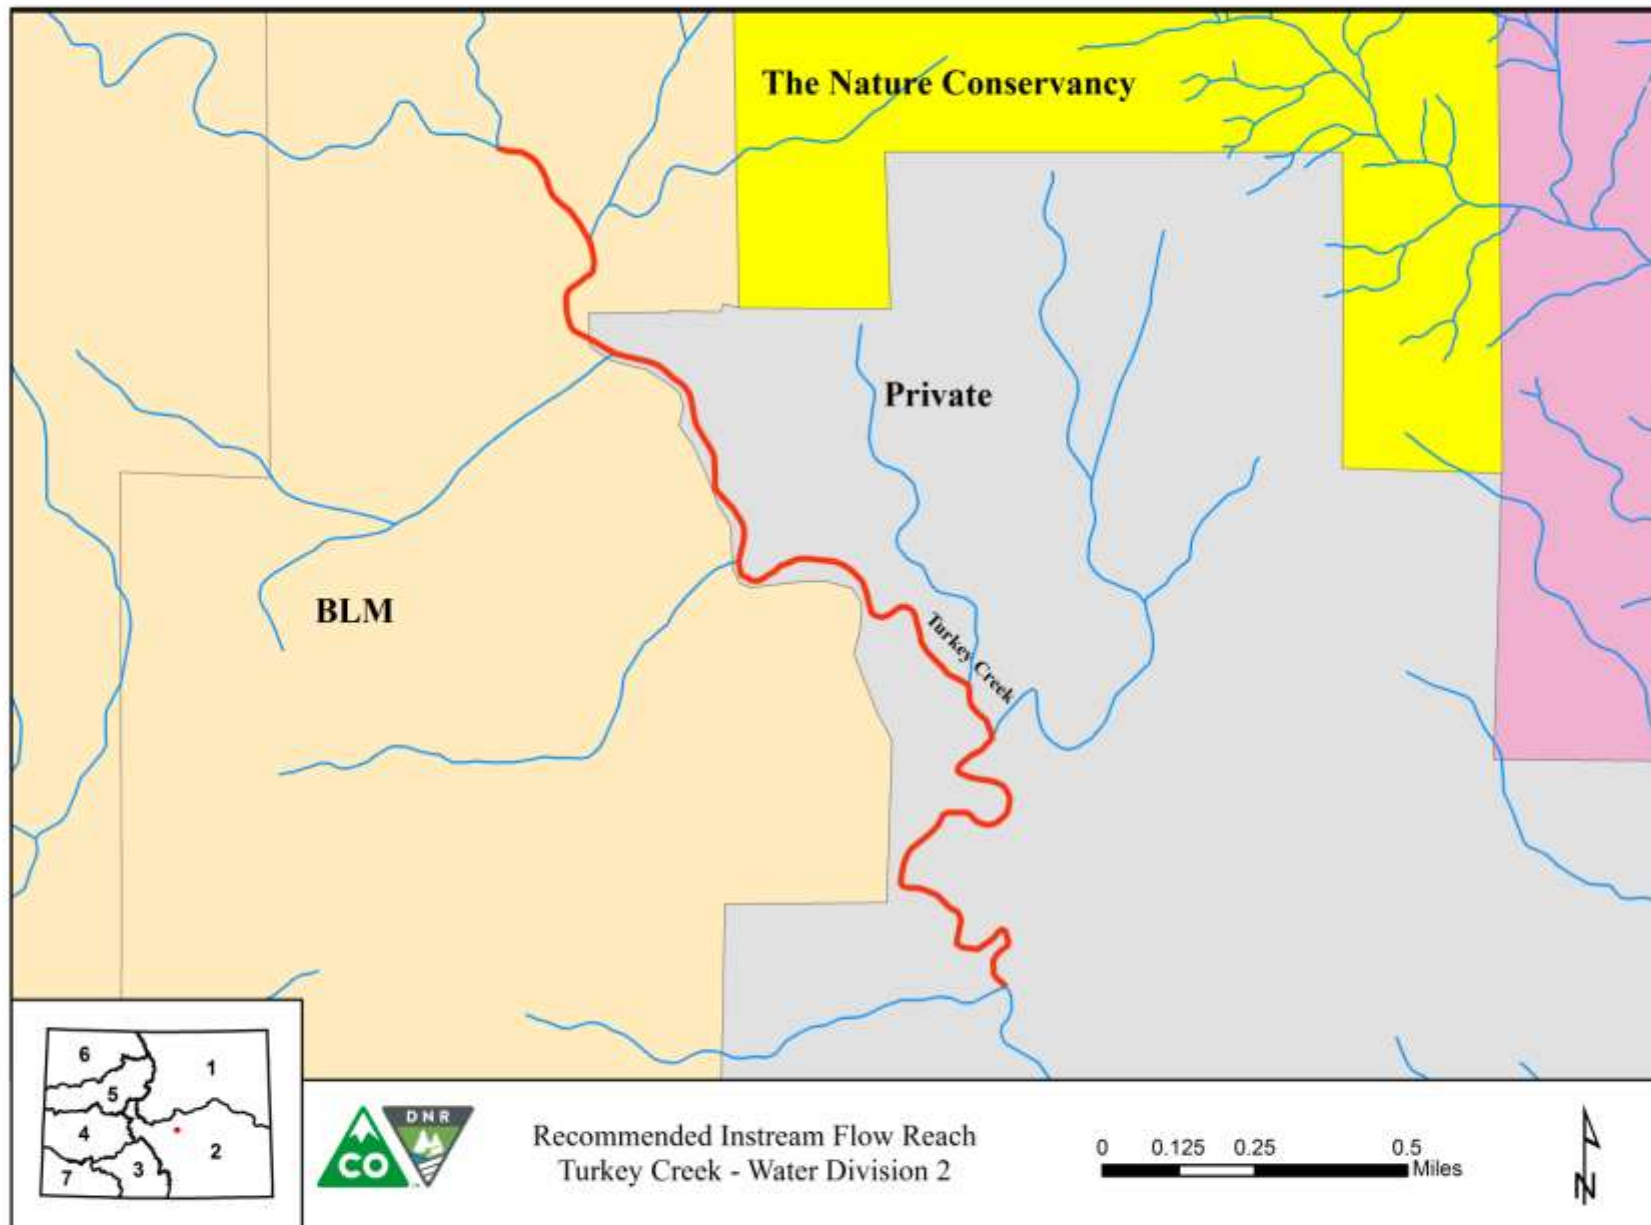 The Nature Conservancy
Private
BLM
Turkey Creek
6
1
5
4
2
3
7
CO
DNR
Recommended Instream Flow Reach
Turkey Creek - Water Division 2
0 0.125 0.25 0.5
Miles
N